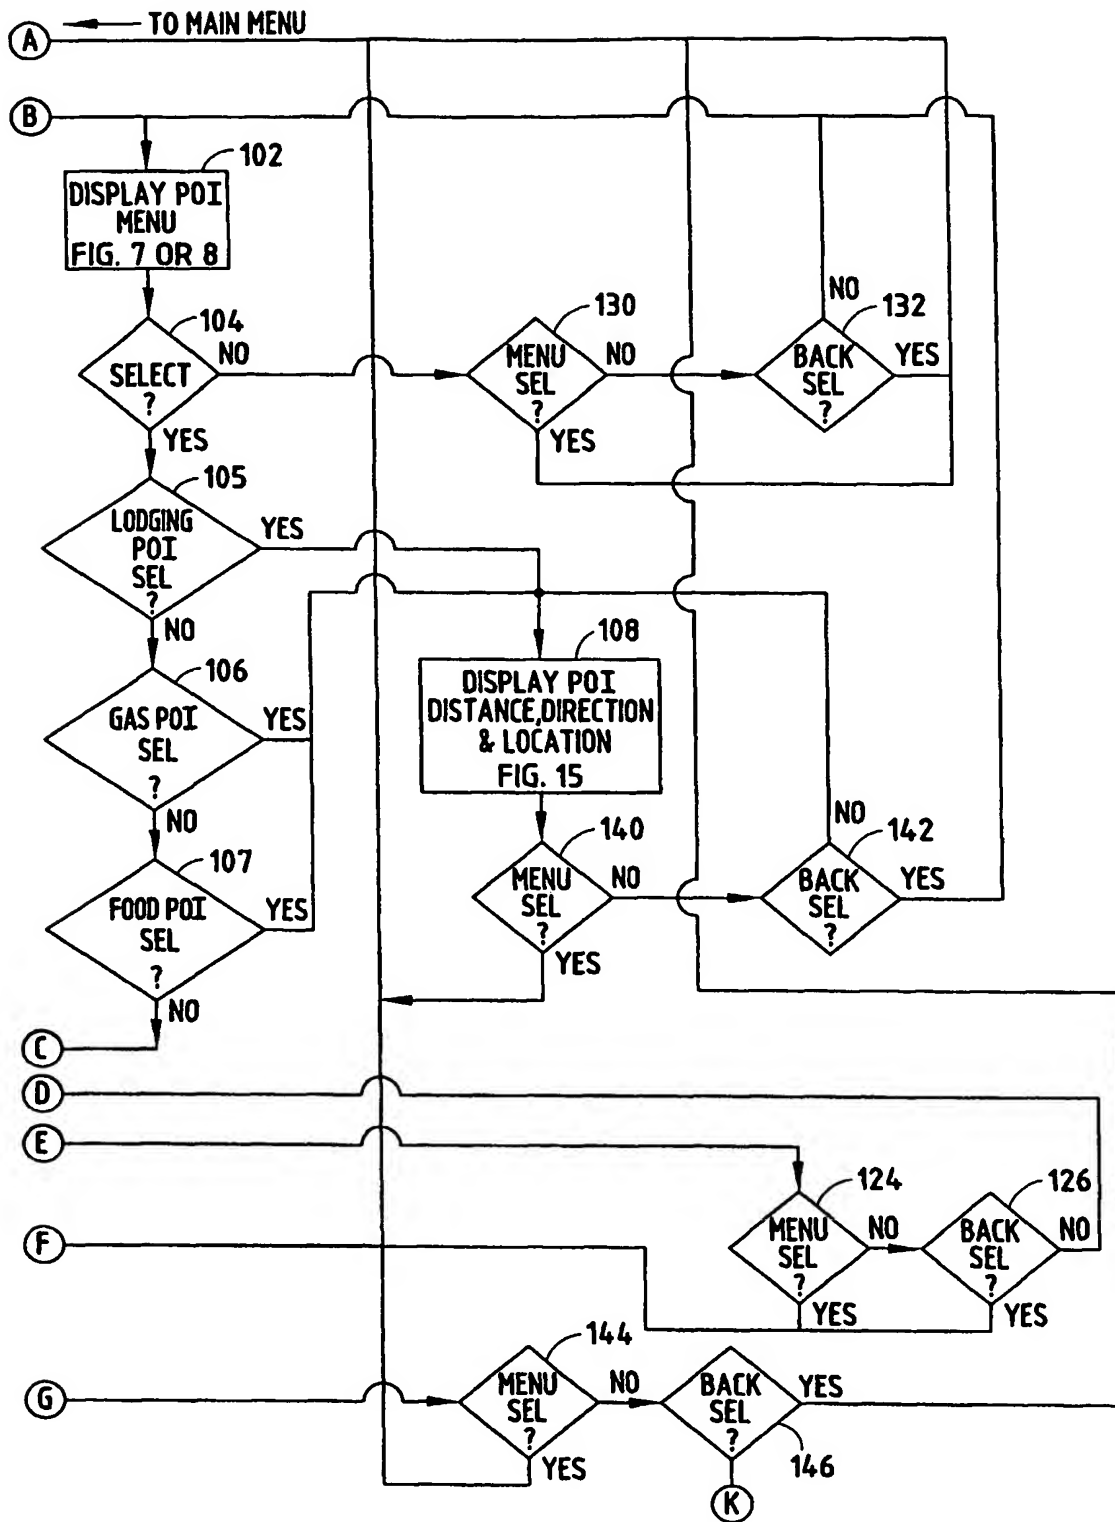 A
TO MAIN MENU
B
102
DISPLAY POI
MENU
FIG. 7 OR 8
104
SELECT
?
NO
YES
130
MENU
SEL
?
NO
YES
NO
132
BACK
SEL
?
YES
105
LODGING
POI
SEL
?
YES
NO
106
GAS POI
SEL
?
YES
NO
108
DISPLAY POI
DISTANCE,DIRECTION
& LOCATION
FIG. 15
107
FOOD POI
SEL
?
YES
NO
140
MENU
SEL
?
NO
YES
NO
142
BACK
SEL
?
YES
C
D
E
124
MENU
SEL
?
NO
YES
126
BACK
SEL
?
NO
YES
F
G
144
MENU
SEL
?
NO
YES
BACK
SEL
?
YES
146
K